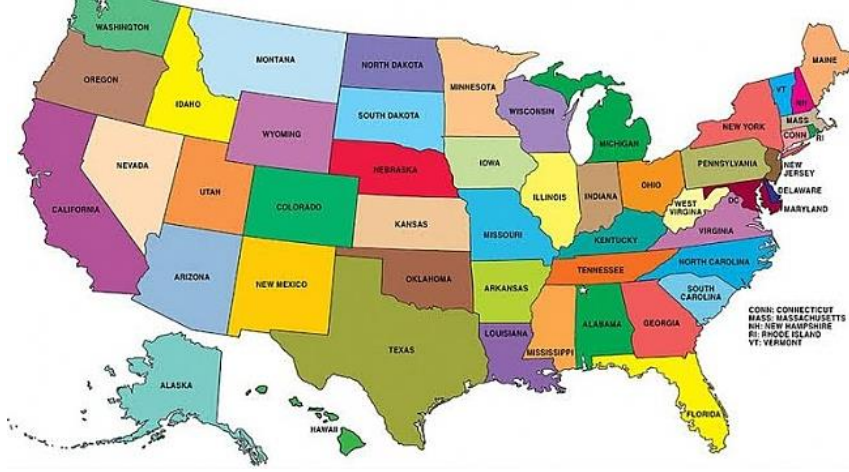 WASHINGTON
OREGON
IDAHO
MONTANA
NORTH DAKOTA
SOUTH DAKOTA
MINNESOTA
WISCONSIN
MICHIGAN
MAINE
VT
NH
MASS
CONN
RI
NEW YORK
PENNSYLVANIA
NEW
JERSEY
DELAWARE
MARYLAND
DC
WYOMING
NEBRASKA
IOWA
NEVADA
UTAH
COLORADO
CALIFORNIA
KANSAS
MISSOURI
ILLINOIS
INDIANA
OHIO
WEST
VIRGINIA
VIRGINIA
KENTUCKY
ARIZONA
NEW MEXICO
OKLAHOMA
ARKANSAS
TENNESSEE
NORTH CAROLINA
SOUTH
CAROLINA
TEXAS
LOUISIANA
MISSISSIPPI
ALABAMA
GEORGIA
FLORIDA
ALASKA
HAWAII
CONN: CONNECTICUT
MASS: MASSACHUSETTS
NH: NEW HAMPSHIRE
RI: RHODE ISLAND
VT: VERMONT